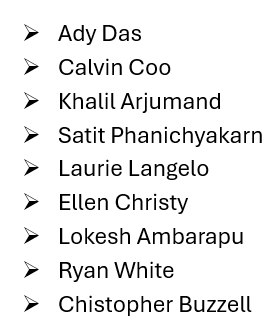 ➢ Ady Das
➢ Calvin Coo
➢ Khalil Arjumand
➢ Satit Phanichyakarn
➢ Laurie Langelo
➢ Ellen Christy
➢ Lokesh Ambarapu
➢ Ryan White
➢ Chistopher Buzzell